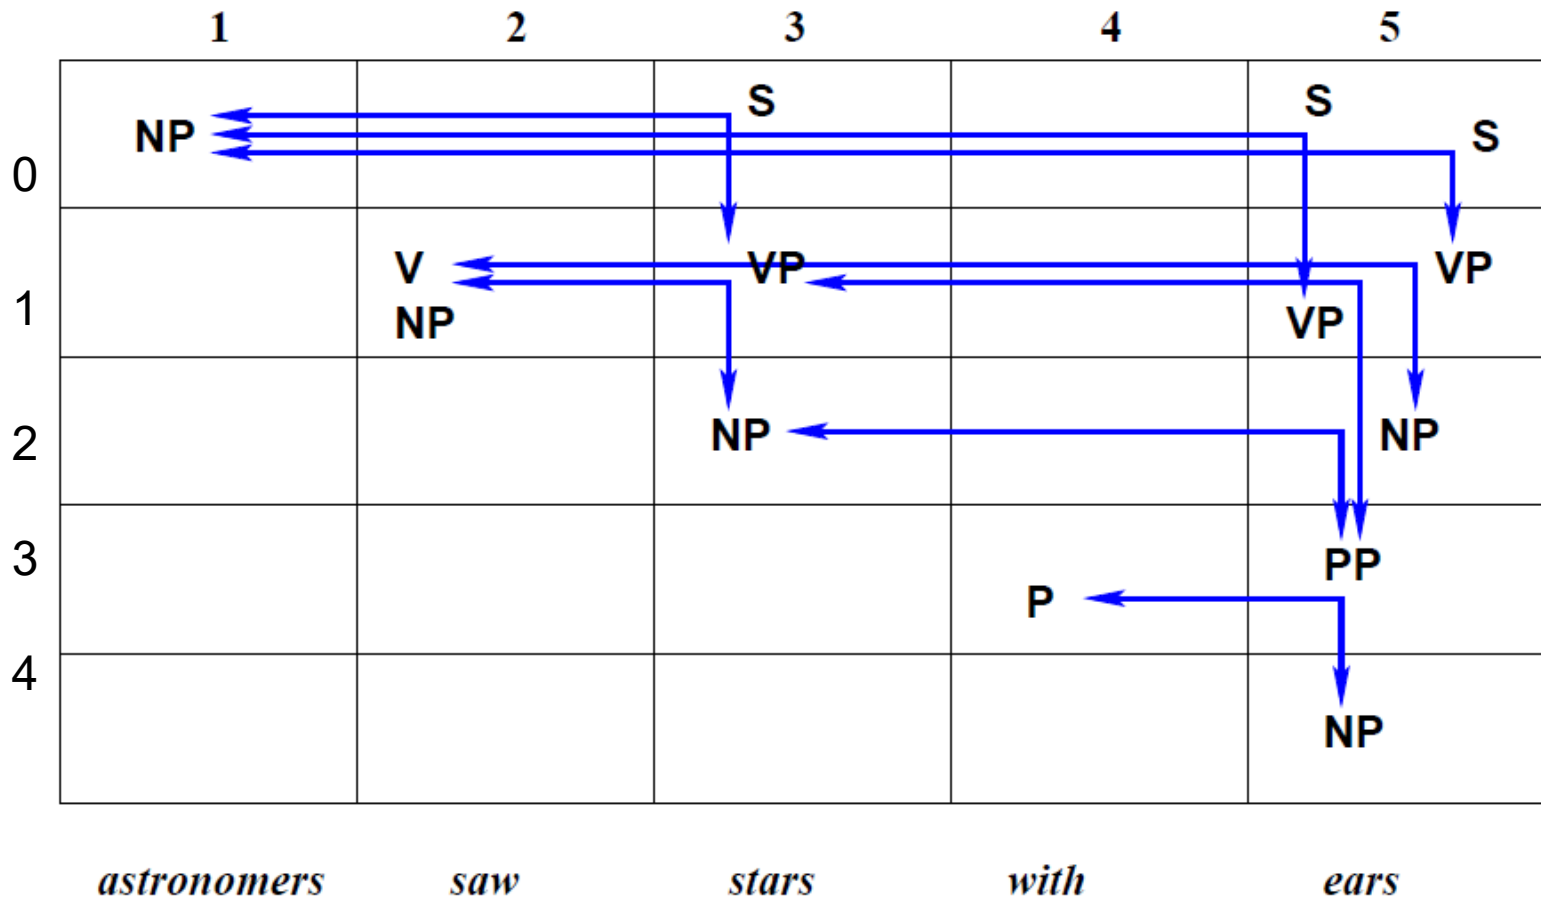 1 2 3 4 5
S S
NP S
0
V VP VP
1
NP VP
2 NP NP
3 PP
P
4
NP
astronomers saw stars with ears